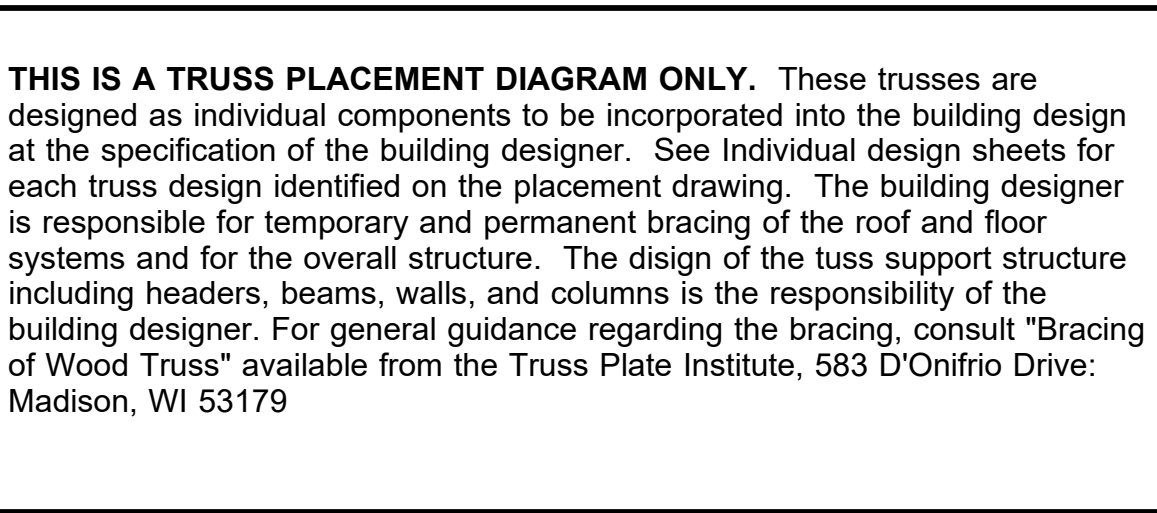 THIS IS A TRUSS PLACEMENT DIAGRAM ONLY.  These trusses are
designed as individual components to be incorporated into the building design
at the specification of the building designer.  See Individual design sheets for
each truss design identified on the placement drawing.  The building designer
is responsible for temporary and permanent bracing of the roof and floor
systems and for the overall structure.  The disign of the tuss support structure
including headers, beams, walls, and columns is the responsibility of the
building designer. For general guidance regarding the bracing, consult "Bracing
of Wood Truss" available from the Truss Plate Institute, 583 D'Onifrio Drive:
Madison, WI 53179